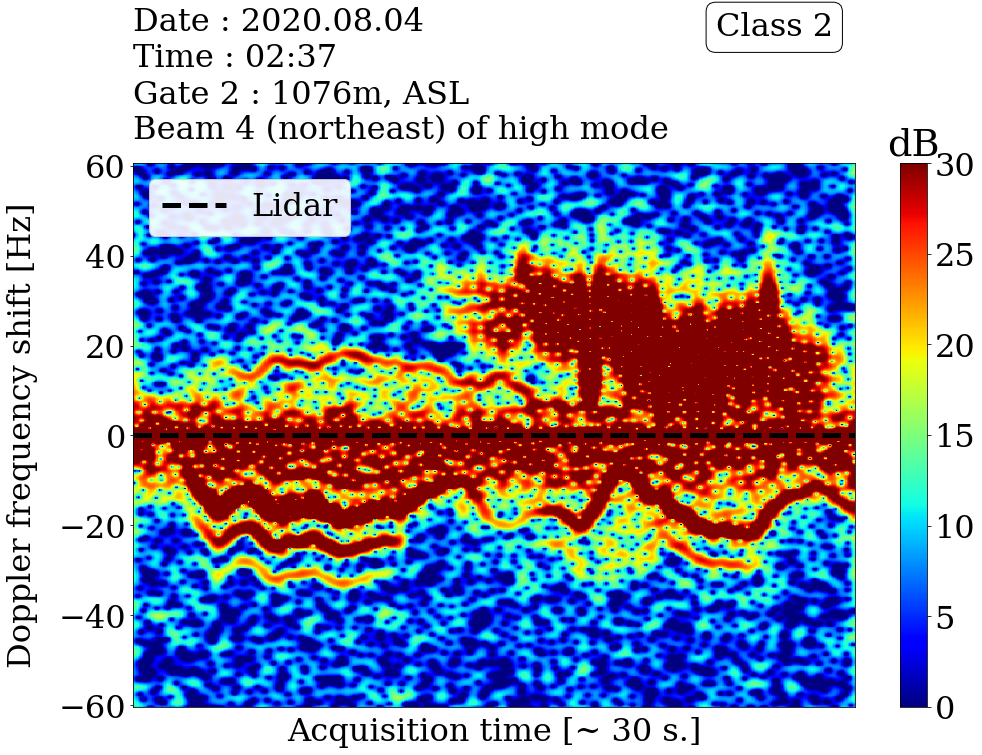 Date : 2020.08.04
Time : 02:37
Gate 2 : 1076m, ASL
Beam 4 (northeast) of high mode
Class 2
dB
Lidar
60
40
20
0
−20
−40
−60
Doppler frequency shift [Hz]
Acquisition time [~ 30 s.]
30
25
20
15
10
5
0